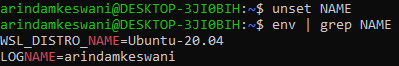 arindamkeswani@DESKTOP-3JI0BIH:~$ unset NAME
arindamkeswani@DESKTOP-3JI0BIH:~$ env | grep NAME
WSL_DISTRO_NAME=Ubuntu-20.04
LOGNAME=arindamkeswani